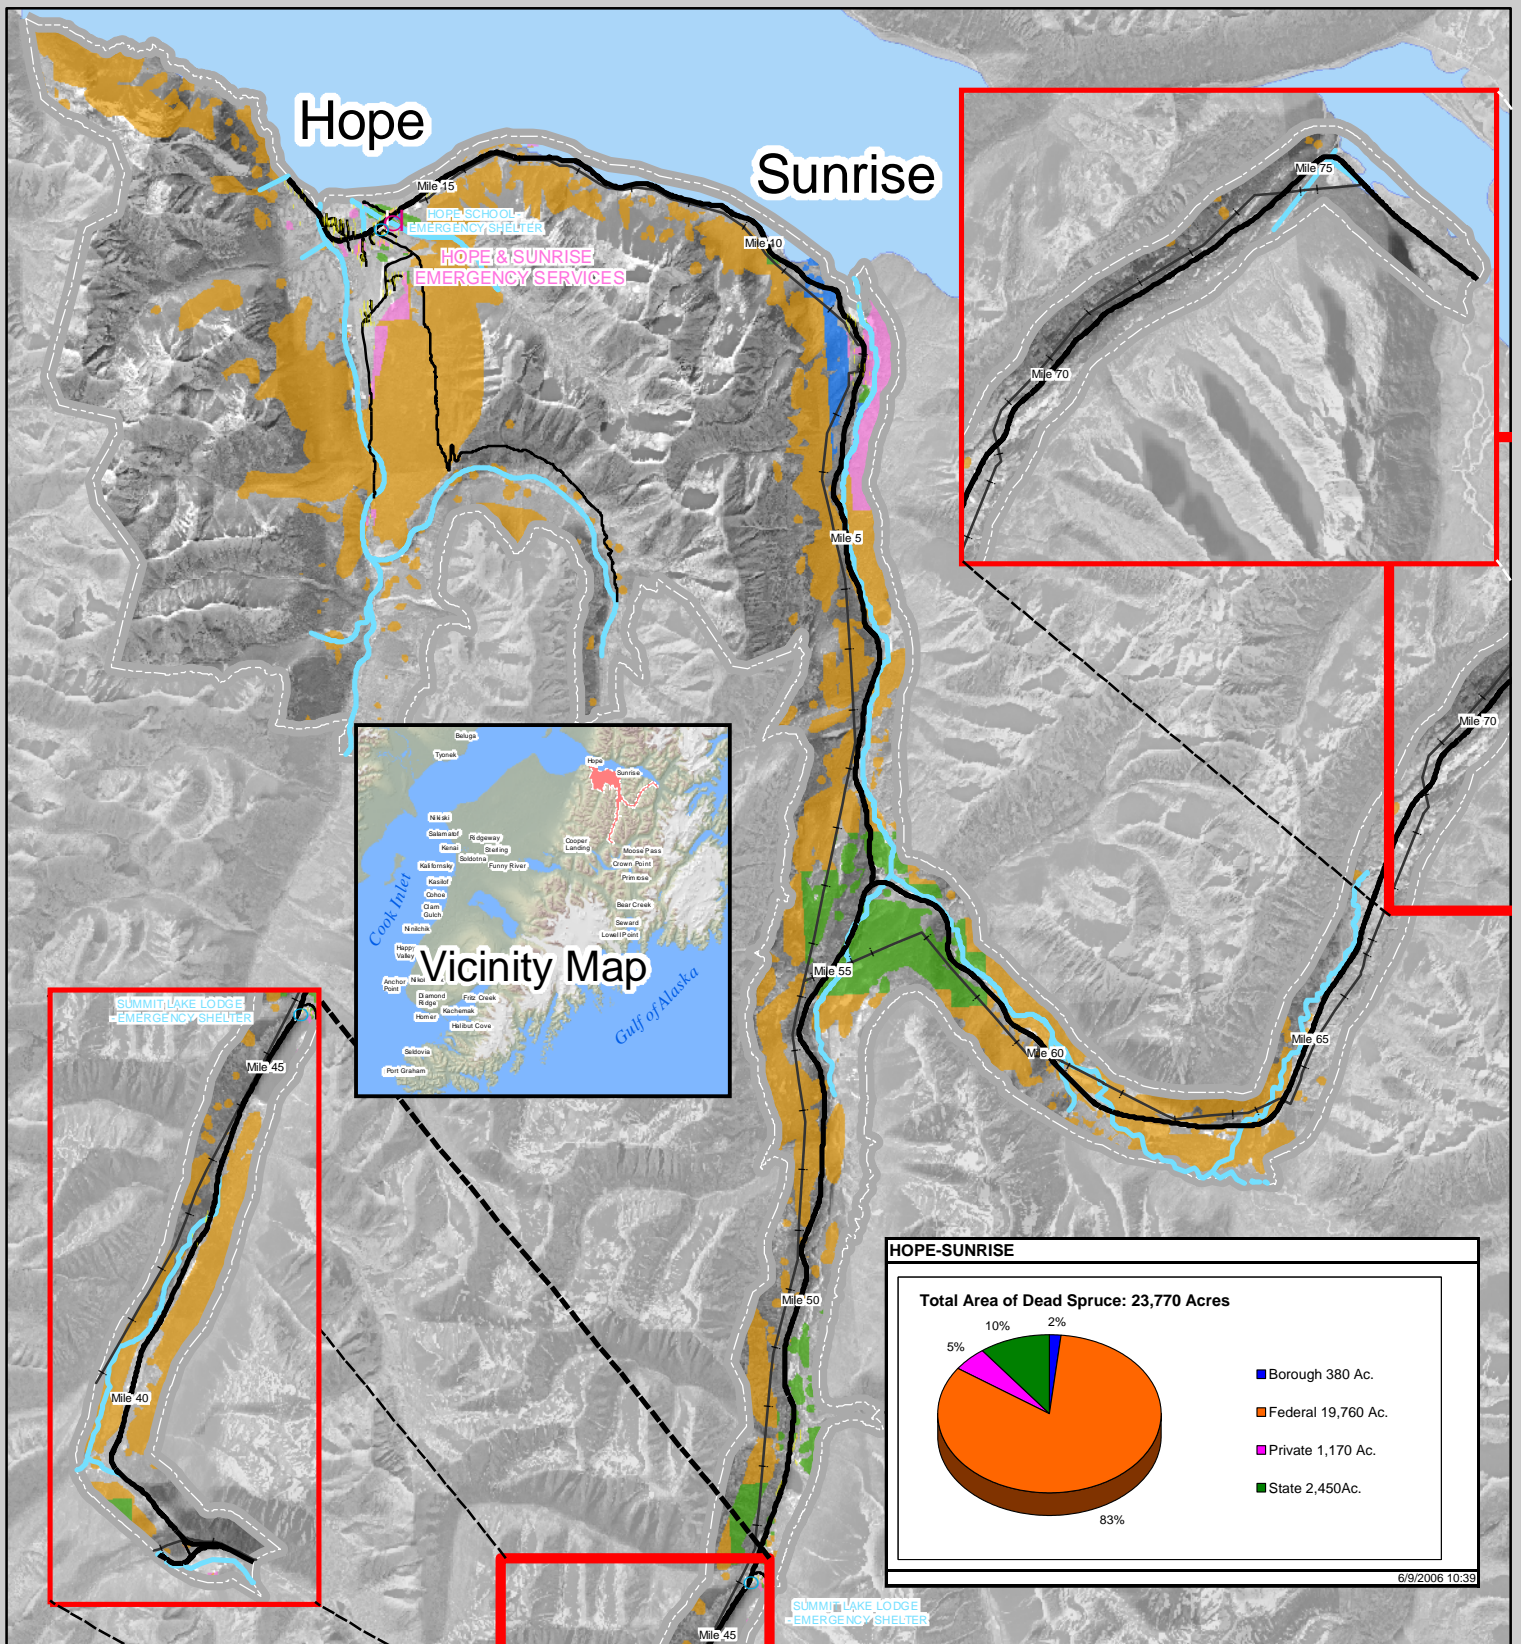 Hope
Sunrise
Mile 15
HOPE SCHOOL -
EMERGENCY SHELTER
HOPE & SUNRISE
EMERGENCY SERVICES
Mile 10
Mile 75
Mile 70
Mile 5
Mile 70
Beluga
Tyonek
Hope
Sunrise
Nikiski
Salamatof
Ridgeway
Kenai
Sterling
Soldotna
Cooper
Landing
Moose Pass
Kalifornsky
Funny River
Crown Point
Kasilof
Primrose
Cohoe
Clam
Gulch
Bear Creek
Ninilchik
Seward
Lowell Point
Cook Inlet
Happy
Valley
Vicinity Map
Anchor
Point
Diamond
Ridge
Fritz Creek
Kachemak
Homer
Halibut Cove
Gulf of Alaska
Seldovia
Port Graham
Mile 55
Mile 60
Mile 65
SUMMIT LAKE LODGE
- EMERGENCY SHELTER
Mile 45
Mile 40
Mile 50
HOPE-SUNRISE
Total Area of Dead Spruce: 23,770 Acres
10%
2%
5%
83%
Borough 380 Ac.
Federal 19,760 Ac.
Private 1,170 Ac.
State 2,450Ac.
6/9/2006 10:39
SUMMIT LAKE LODGE
- EMERGENCY SHELTER
Mile 45